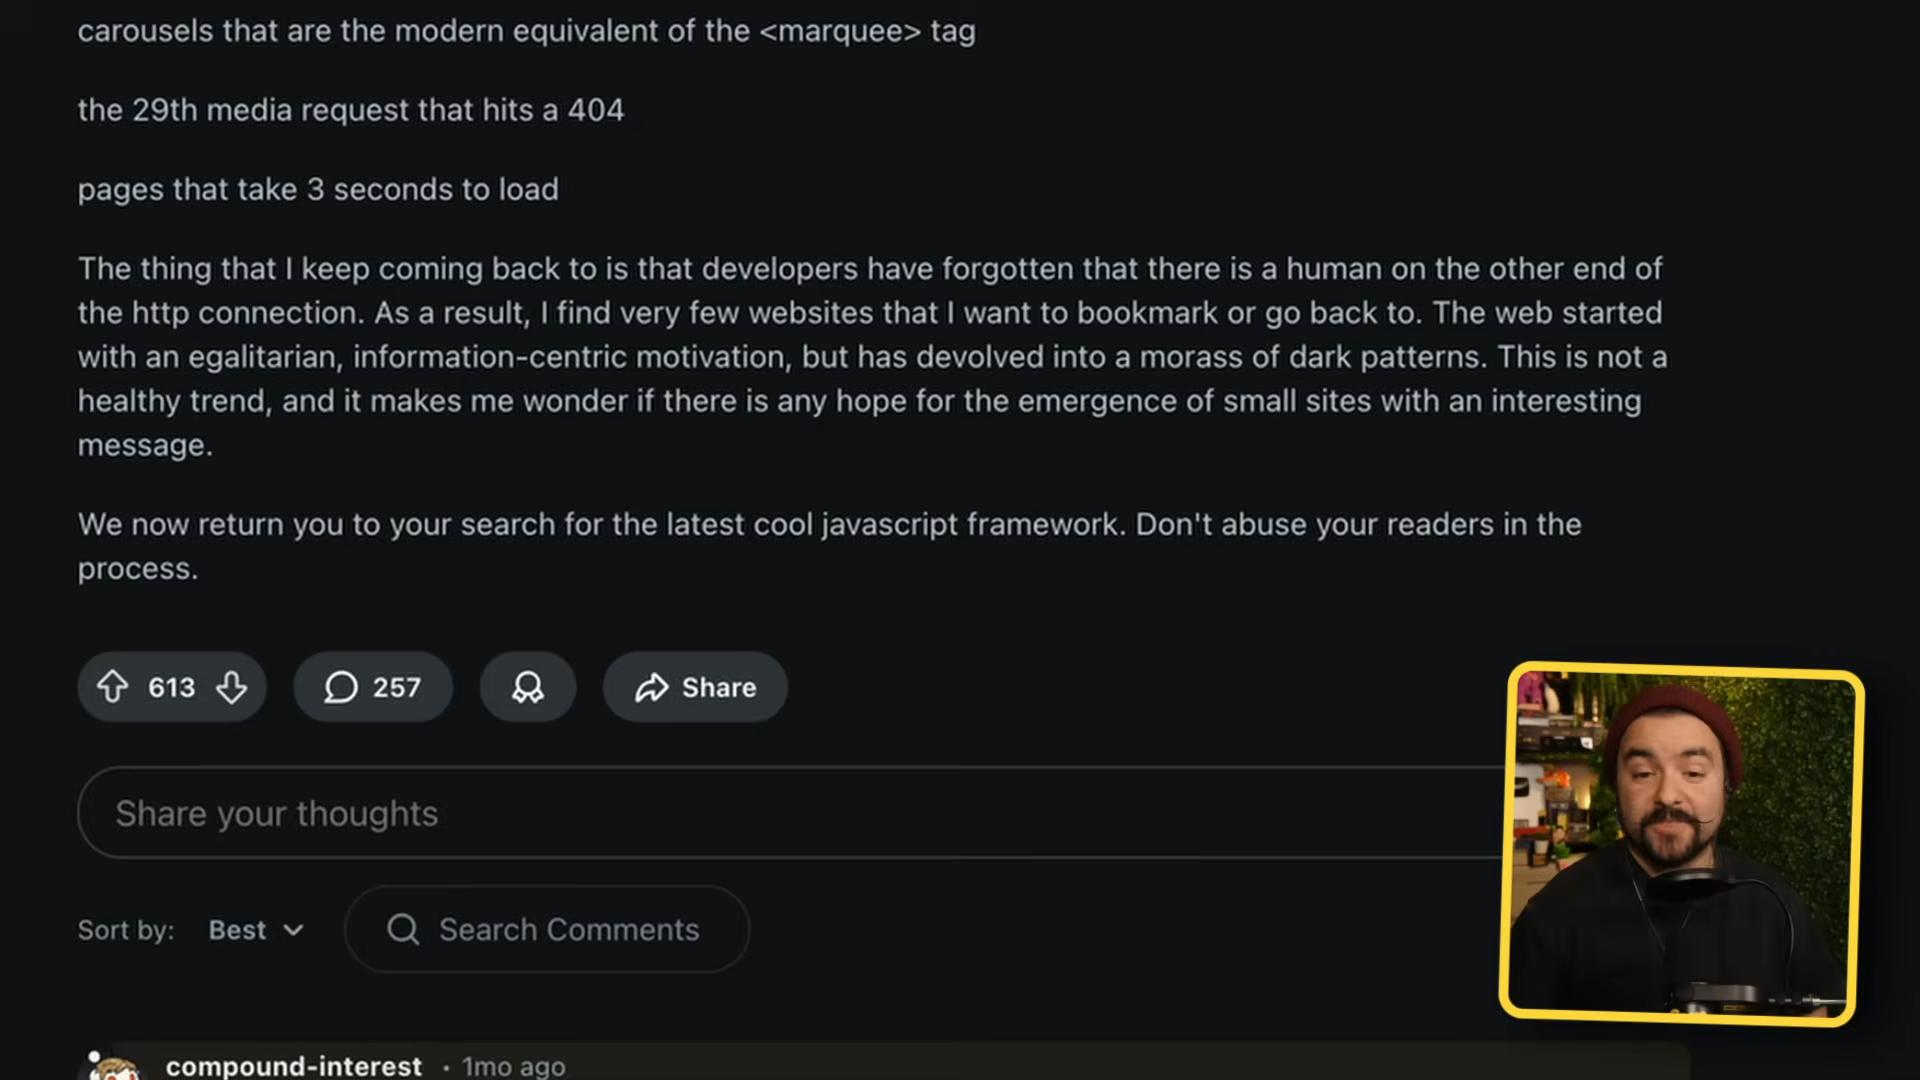 carousels that are the modern equivalent of the <marquee> tag
the 29th media request that hits a 404
pages that take 3 seconds to load
The thing that I keep coming back to is that developers have forgotten that there is a human on the other end of
the http connection. As a result, I find very few websites that I want to bookmark or go back to. The web started
with an egalitarian, information-centric motivation, but has devolved into a morass of dark patterns. This is not a
healthy trend, and it makes me wonder if there is any hope for the emergence of small sites with an interesting
message.
We now return you to your search for the latest cool javascript framework. Don't abuse your readers in the
process.
613 257 Share
Share your thoughts
Sort by: Best Search Comments
compound-interest • 1mo ago